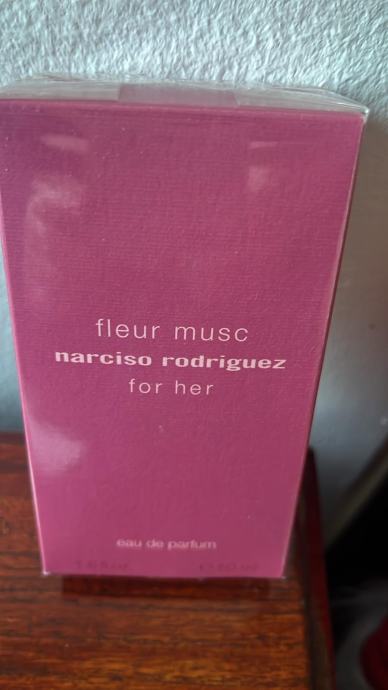 fleur musc
narciso rodriguez
for her
eau de parfum